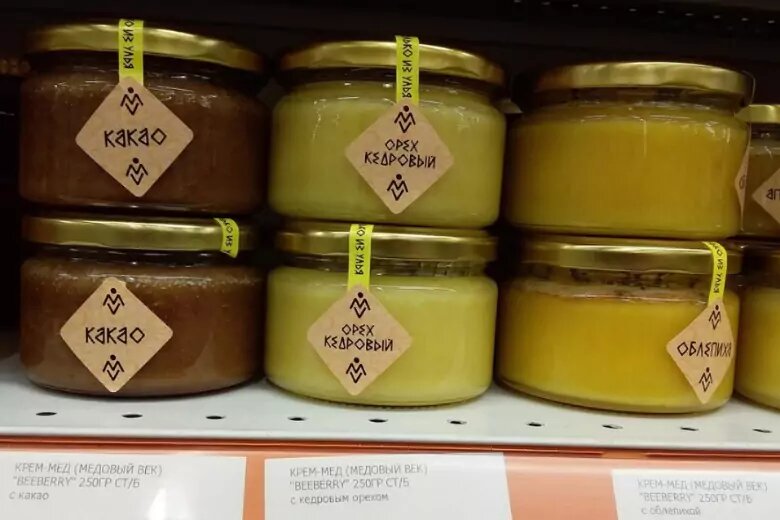 КАКАО
ОРЕХ
КЕДРОВЫЙ
КАКАО
ОРЕХ
КЕДРОВЫЙ
ОБЛЕПИХА
КРЕМ-МЕД (МЕДОВЫЙ ВЕК)
"BEEBERRY" 250ГР СТ/Б
с какао
КРЕМ-МЕД (МЕДОВЫЙ ВЕК)
"BEEBERRY" 250ГР СТ/Б
с кедровым орехом
КРЕМ-МЕД (МЕДОВЫЙ ВЕК)
"BEEBERRY" 250ГР СТ/Б
с облепихой